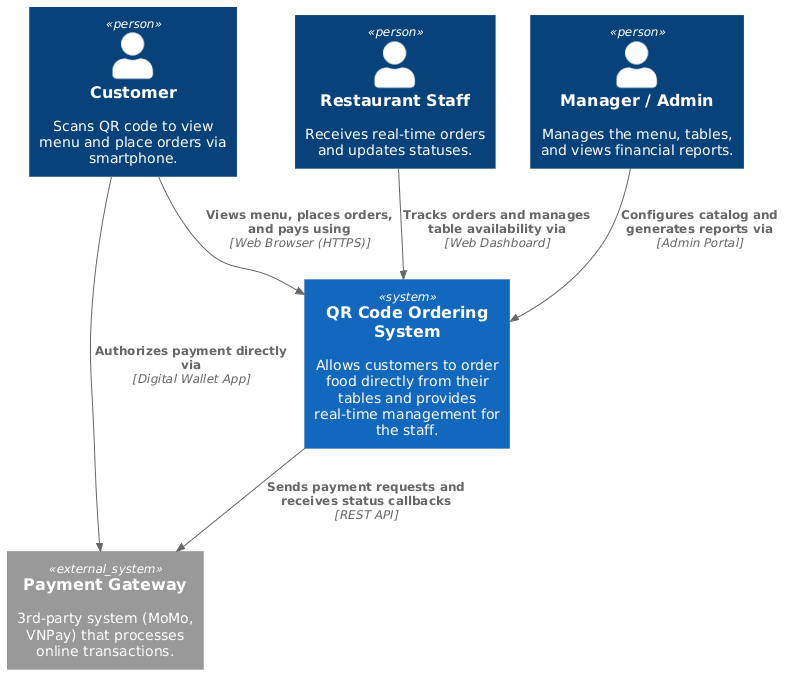 «person»
Customer
Scans QR code to view
menu and place orders via
smartphone.
«person»
Restaurant Staff
Receives real-time orders
and updates statuses.
«person»
Manager / Admin
Manages the menu, tables,
and views financial reports.
Views menu, places orders,
and pays using
[Web Browser (HTTPS)]
Tracks orders and manages
table availability via
[Web Dashboard]
Configures catalog and
generates reports via
[Admin Portal]
«system»
QR Code Ordering
System
Allows customers to order
food directly from their
tables and provides
real-time management for
the staff.
Authorizes payment directly
via
[Digital Wallet App]
Sends payment requests and
receives status callbacks
[REST API]
«external_system»
Payment Gateway
3rd-party system (MoMo,
VNPay) that processes
online transactions.